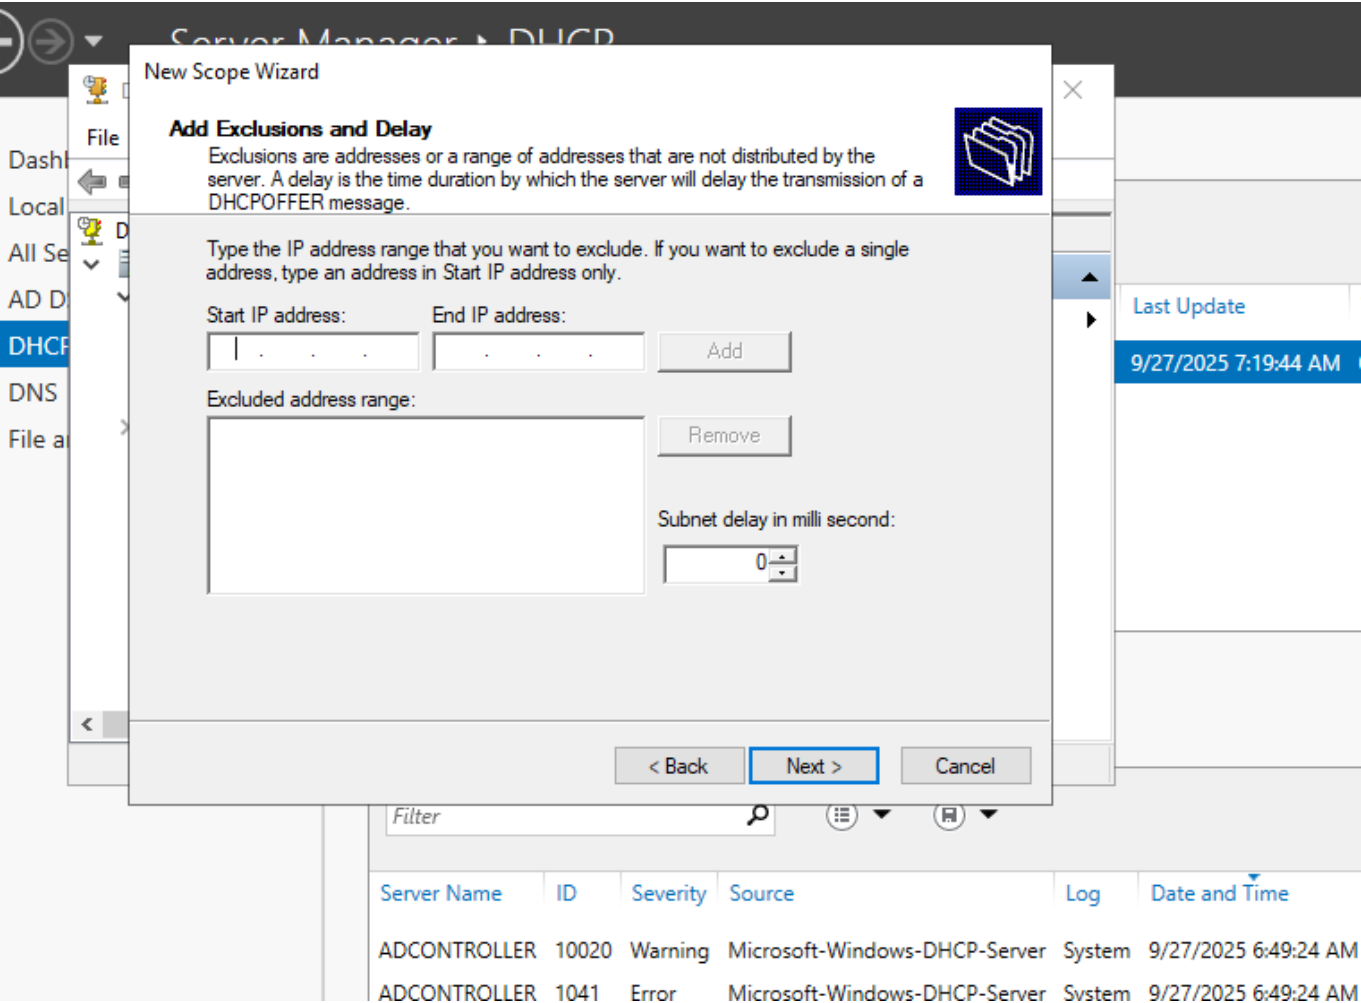 Server Manager ‣ DHCP
New Scope Wizard
File
Add Exclusions and Delay
Exclusions are addresses or a range of addresses that are not distributed by the
server. A delay is the time duration by which the server will delay the transmission of a
DHCPOFFER message.
Local
All Se
AD D
DHCP
DNS
File a
D
Type the IP address range that you want to exclude. If you want to exclude a single
address, type an address in Start IP address only.
Start IP address: End IP address:
. . . . . . Add
Excluded address range:
Remove
Subnet delay in milli second:
0
< Back Next > Cancel
Last Update
9/27/2025 7:19:44 AM
Filter
Server Name ID Severity Source Log Date and Time
ADCONTROLLER 10020 Warning Microsoft-Windows-DHCP-Server System 9/27/2025 6:49:24 AM
ADCONTROLLER 1041 Error Microsoft-Windows-DHCP-Server System 9/27/2025 6:49:24 AM